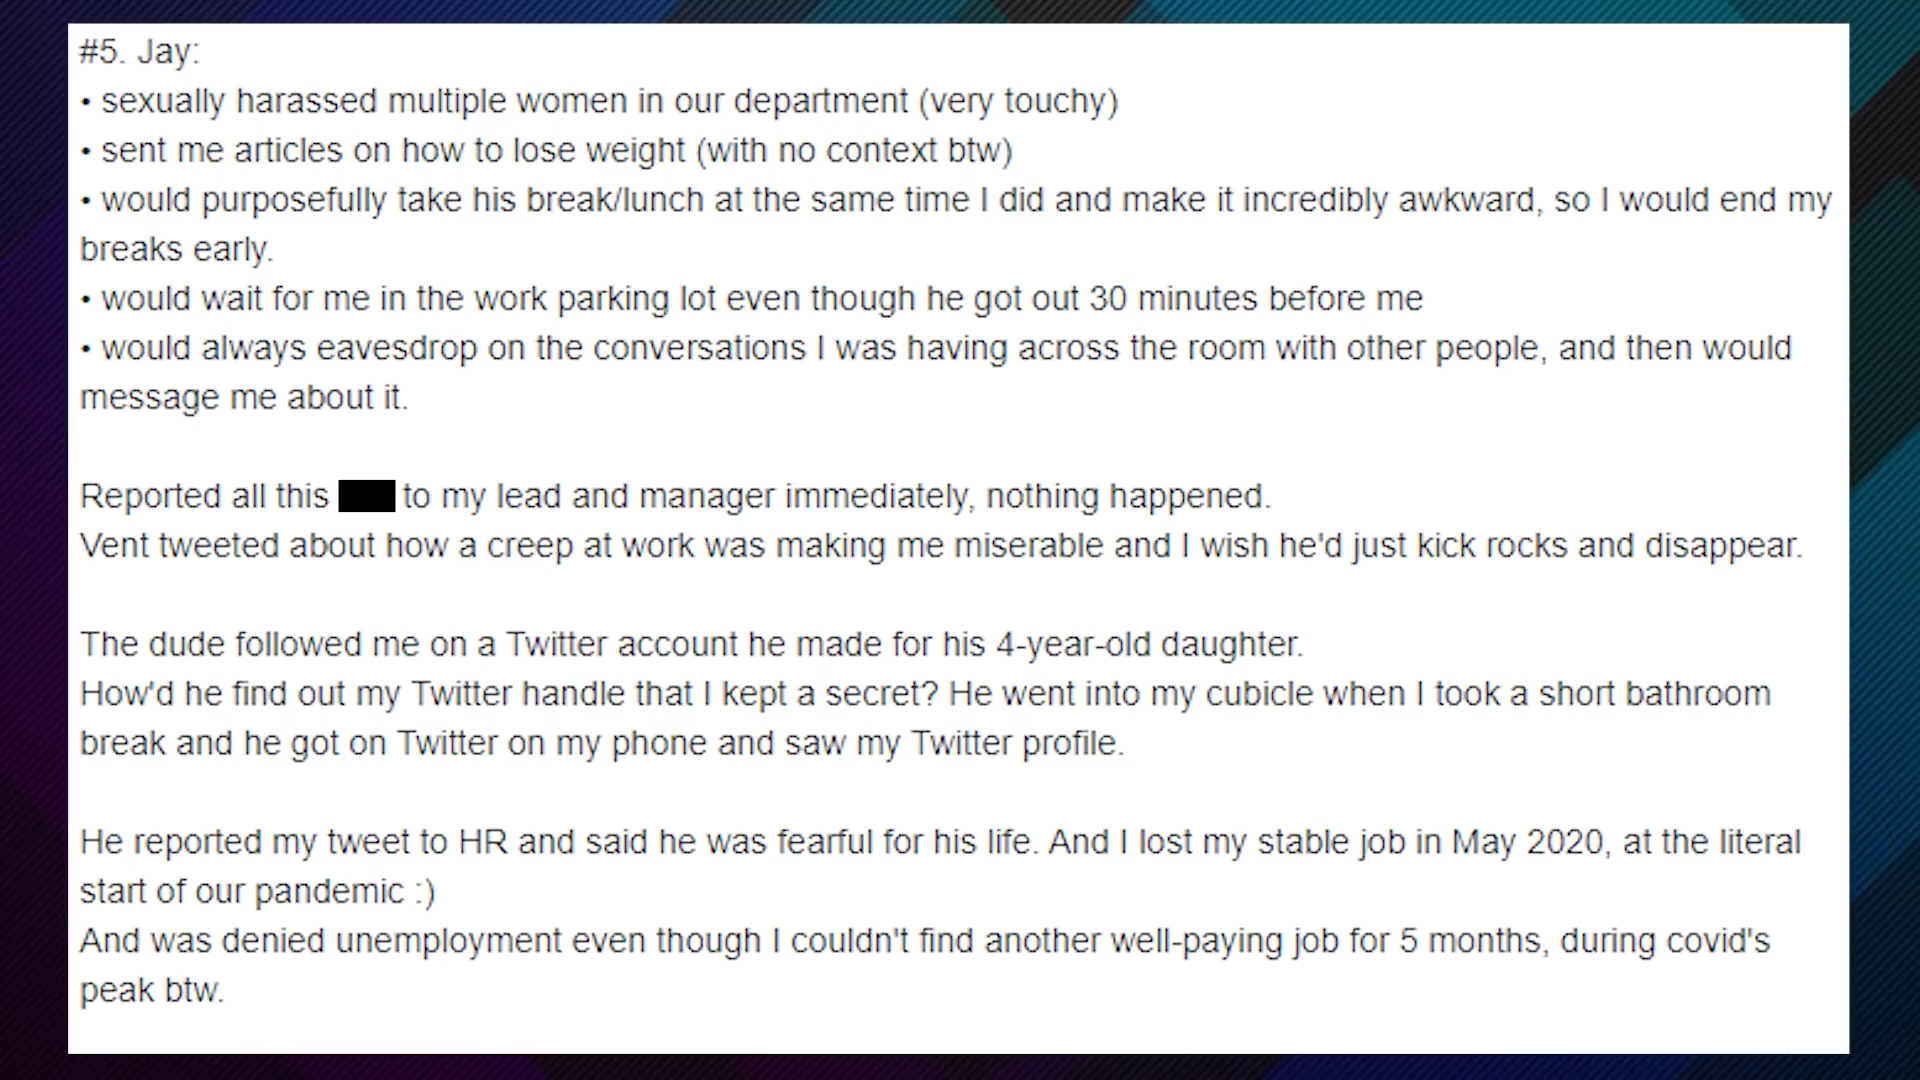 #5. Jay:
• sexually harassed multiple women in our department (very touchy)
• sent me articles on how to lose weight (with no context btw)
• would purposefully take his break/lunch at the same time I did and make it incredibly awkward, so I would end my
breaks early.
• would wait for me in the work parking lot even though he got out 30 minutes before me
• would always eavesdrop on the conversations I was having across the room with other people, and then would
message me about it.
Reported all this to my lead and manager immediately, nothing happened.
Vent tweeted about how a creep at work was making me miserable and I wish he'd just kick rocks and disappear.
The dude followed me on a Twitter account he made for his 4-year-old daughter.
How'd he find out my Twitter handle that I kept a secret? He went into my cubicle when I took a short bathroom
break and he got on Twitter on my phone and saw my Twitter profile.
He reported my tweet to HR and said he was fearful for his life. And I lost my stable job in May 2020, at the literal
start of our pandemic :)
And was denied unemployment even though I couldn't find another well-paying job for 5 months, during covid's
peak btw.